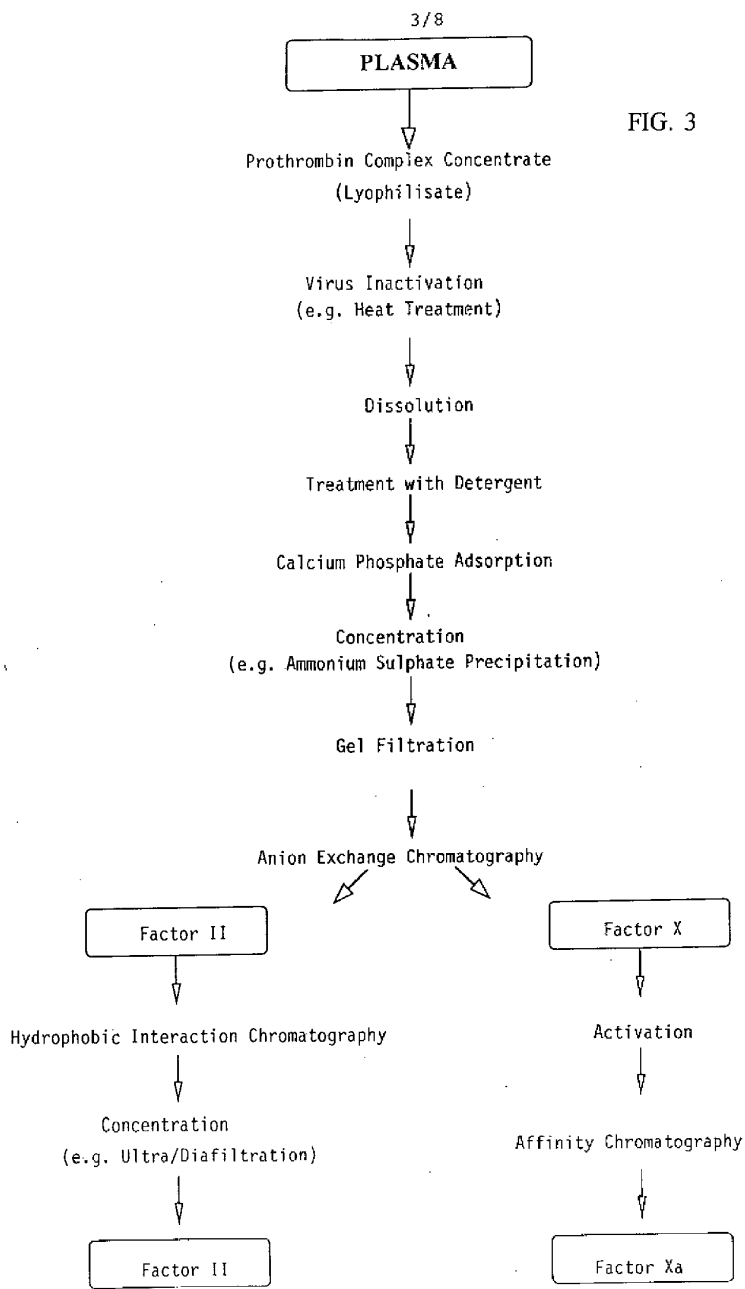 3/8
PLASMA
FIG. 3
Prothrombin Complex Concentrate
(Lyophilisate)
Virus Inactivation
(e.g. Heat Treatment)
Dissolution
Treatment with Detergent
Calcium Phosphate Adsorption
Concentration
(e.g. Ammonium Sulphate Precipitation)
Gel Filtration
Anion Exchange Chromatography
Factor II
Factor X
Hydrophobic Interaction Chromatography
Activation
Concentration
(e.g. Ultra/Diafiltration)
Affinity Chromatography
Factor II
Factor Xa